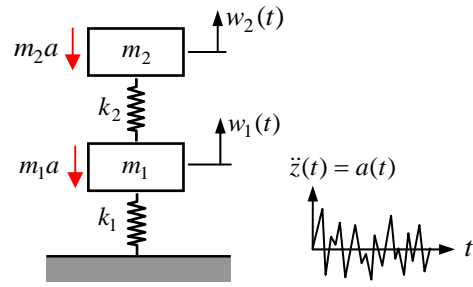 w₂(t)
m₂a
m₂
k₂
w₁(t)
m₁a
m₁
z̈(t) = a(t)
k₁
t